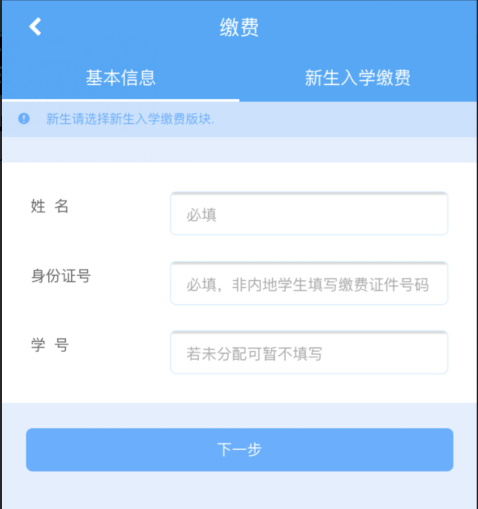 缴费
基本信息 新生入学缴费
新生请选择新生入学缴费版块.
姓 名 必填
身份证号 必填，非内地学生填写缴费证件号码
学 号 若未分配可暂不填写
下一步